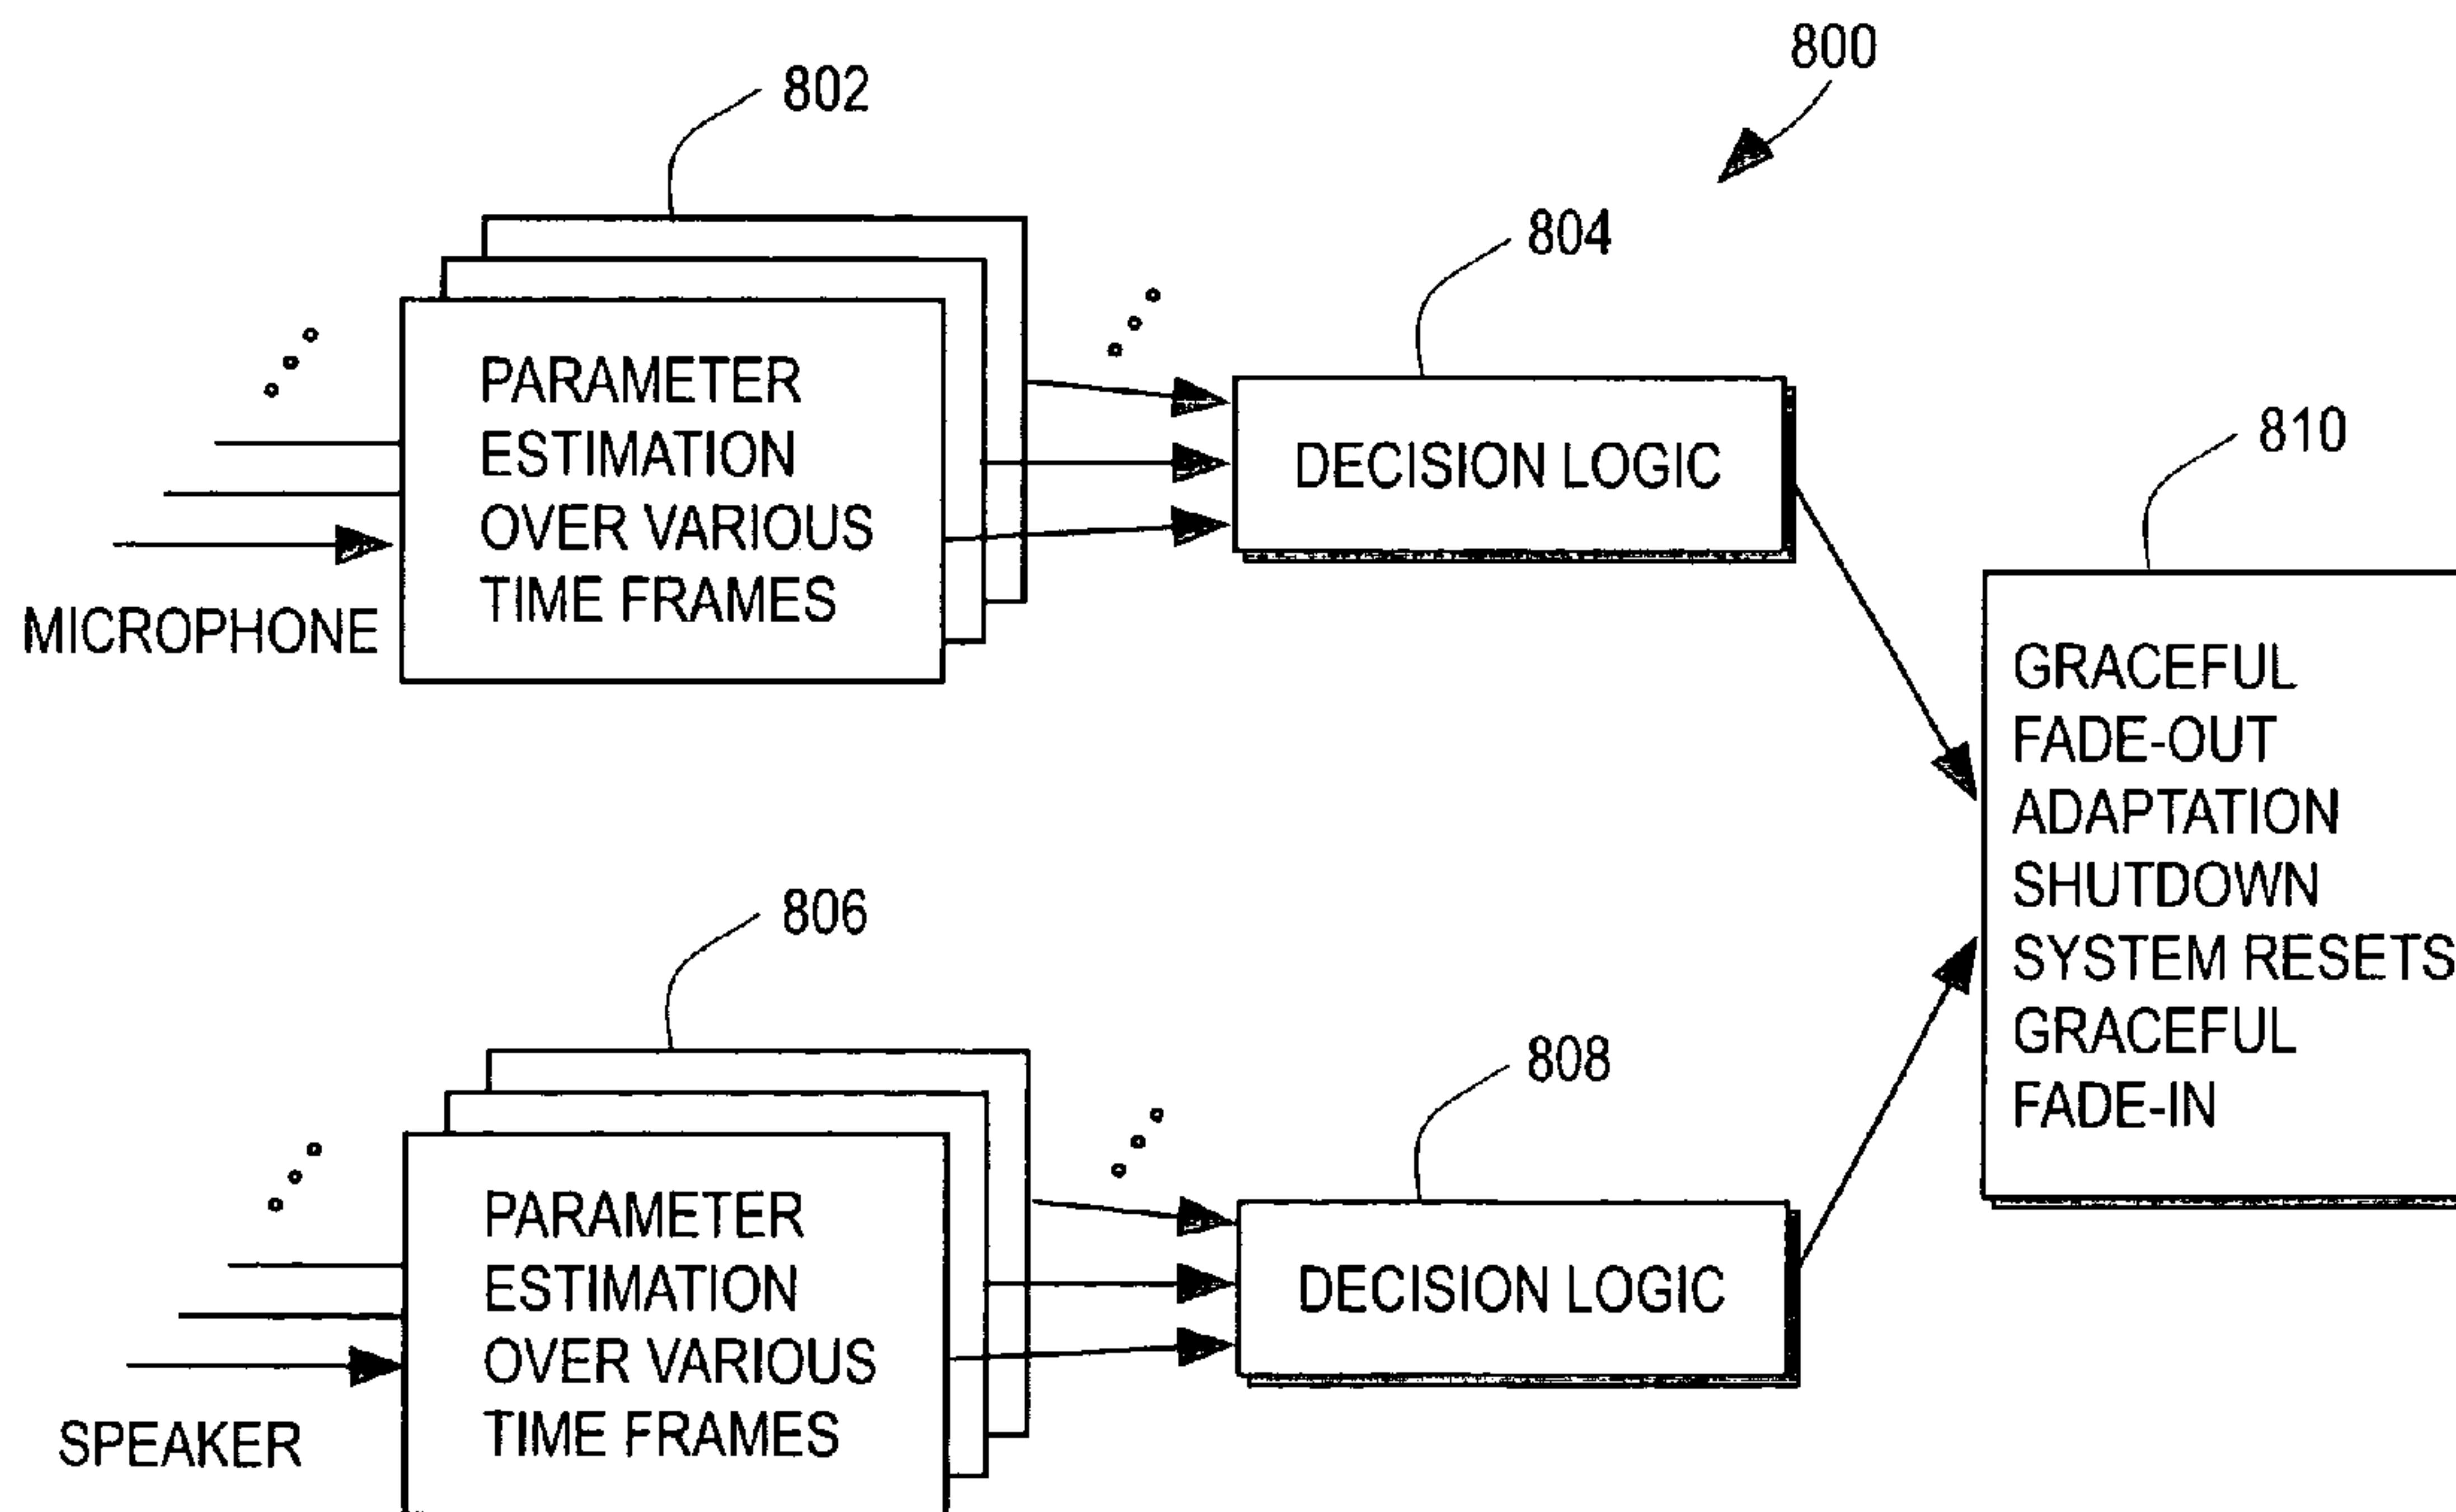 800
802
804
PARAMETER
ESTIMATION
OVER VARIOUS
TIME FRAMES
MICROPHONE
DECISION LOGIC
810
GRACEFUL
FADE-OUT
ADAPTATION
SHUTDOWN
SYSTEM RESETS
GRACEFUL
FADE-IN
806
808
PARAMETER
ESTIMATION
OVER VARIOUS
TIME FRAMES
SPEAKER
DECISION LOGIC